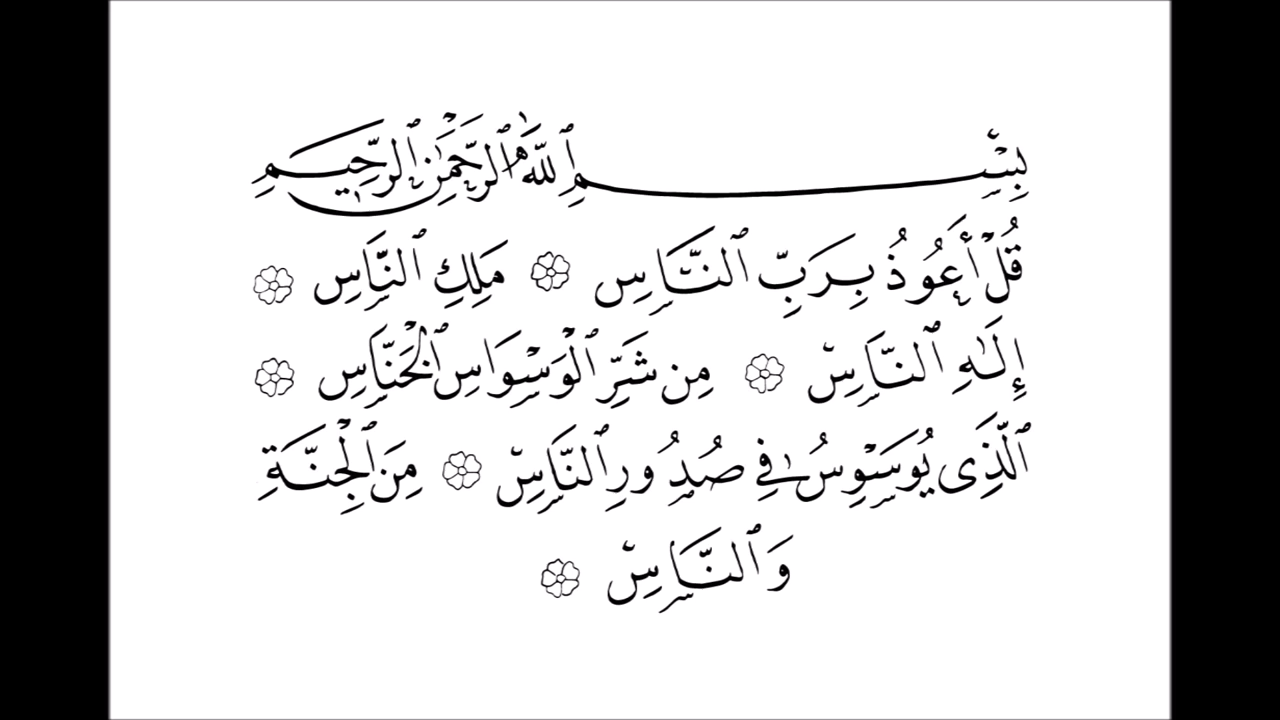 بِسْمِ ٱللَّهِ ٱلرَّحْمَٰنِ ٱلرَّحِيمِ
قُلْ أَعُوذُ بِرَبِّ ٱلنَّاسِ ۝ مَلِكِ ٱلنَّاسِ ۝
إِلَٰهِ ٱلنَّاسِ ۝ مِن شَرِّ ٱلْوَسْوَاسِ ٱلْخَنَّاسِ ۝
ٱلَّذِى يُوَسْوِسُ فِى صُدُورِ ٱلنَّاسِ ۝ مِنَ ٱلْجِنَّةِ
وَٱلنَّاسِ ۝